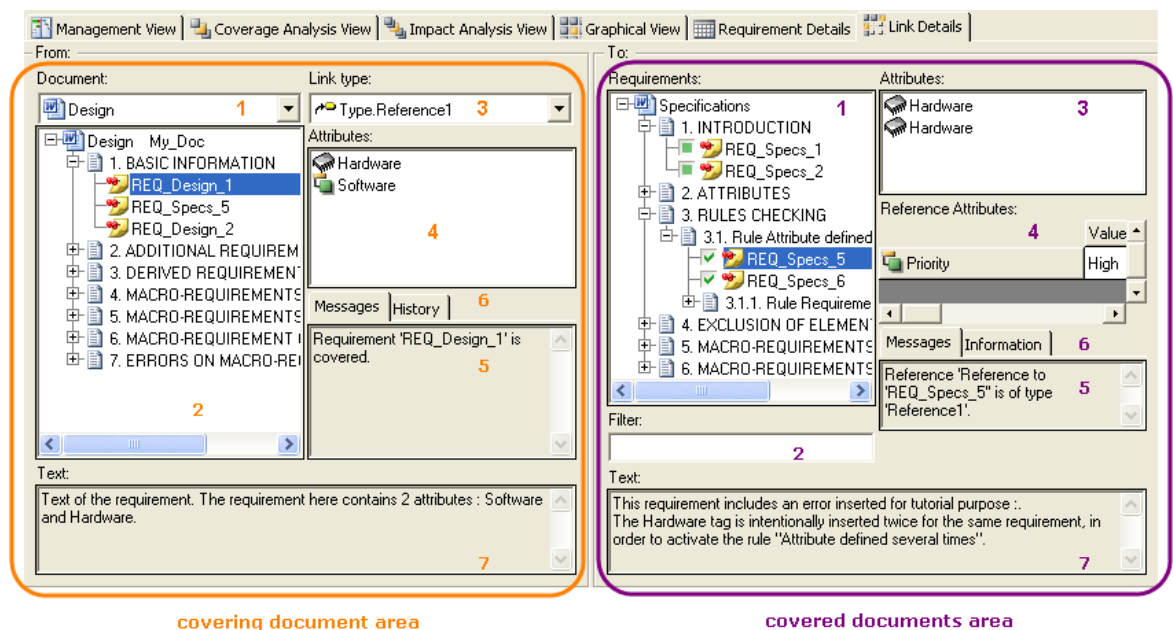 Management View Coverage Analysis View Impact Analysis View Graphical View Requirement Details Link Details
From:
Document:
Link type:
Design 1
Type.Reference1 3
Design My_Doc
1. BASIC INFORMATION
REQ_Design_1
REQ_Specs_5
REQ_Design_2
2. ADDITIONAL REQUIREM
3. DERIVED REQUIREMENT
4. MACRO-REQUIREMENTS
5. MACRO-REQUIREMENTS
6. MACRO-REQUIREMENT
7. ERRORS ON MACRO-RE
2
Attributes:
Hardware
Software
4
Messages History 6
Requirement 'REQ_Design_1' is
covered.
5
Text:
Text of the requirement. The requirement here contains 2 attributes : Software
and Hardware.
7
covering document area
To:
Requirements:
Specifications 1
1. INTRODUCTION
REQ_Specs_1
REQ_Specs_2
2. ATTRIBUTES
3. RULES CHECKING
3.1. Rule Attribute defined
REQ_Specs_5
REQ_Specs_6
3.1.1. Rule Requireme
4. EXCLUSION OF ELEMEN
5. MACRO-REQUIREMENTS
6. MACRO-REQUIREMENTS
Filter:
2
Attributes:
Hardware 3
Hardware
Reference Attributes:
4 Value
Priority High
Messages Information 6
Reference 'Reference to
'REQ_Specs_5'' is of type 5
'Reference1'.
Text:
This requirement includes an error inserted for tutorial purpose :.
The Hardware tag is intentionally inserted twice for the same requirement, in
order to activate the rule "Attribute defined several times".
7
covered documents area